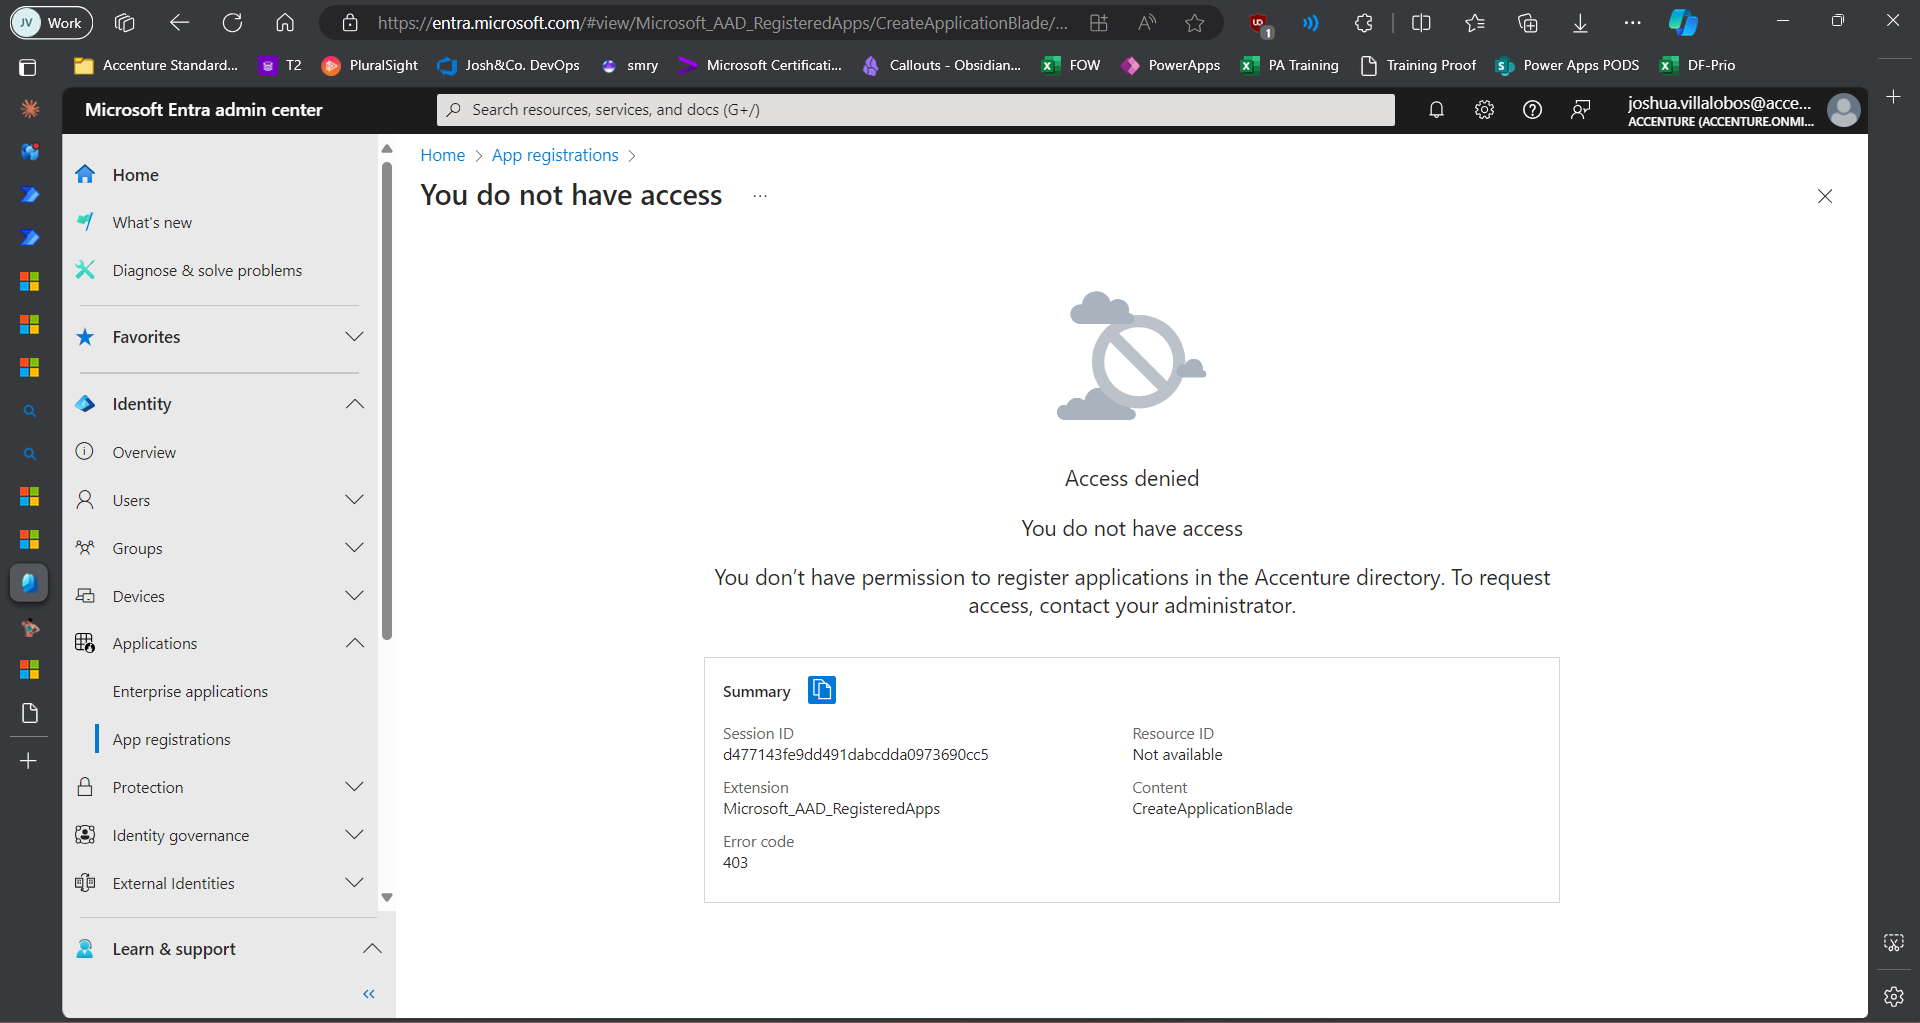 JV Work
https://entra.microsoft.com/#view/Microsoft_AAD_RegisteredApps/CreateApplicationBlade/...
1
Accenture Standard...
T2
PluralSight
Josh&Co. DevOps
smry
Microsoft Certificati...
Callouts - Obsidian...
FOW
PowerApps
PA Training
Training Proof
Power Apps PODS
DF-Prio
Microsoft Entra admin center
Search resources, services, and docs (G+/)
joshua.villalobos@acce...
ACCENTURE (ACCENTURE.ONMI...
Home
What's new
Diagnose & solve problems
Favorites
Identity
Overview
Users
Groups
Devices
Applications
Enterprise applications
App registrations
Protection
Identity governance
External Identities
Learn & support
Home > App registrations >
You do not have access ...
Access denied
You do not have access
You don’t have permission to register applications in the Accenture directory. To request
access, contact your administrator.
Summary
Session ID
d477143fe9dd491dabcdda0973690cc5
Resource ID
Not available
Extension
Microsoft_AAD_RegisteredApps
Content
CreateApplicationBlade
Error code
403